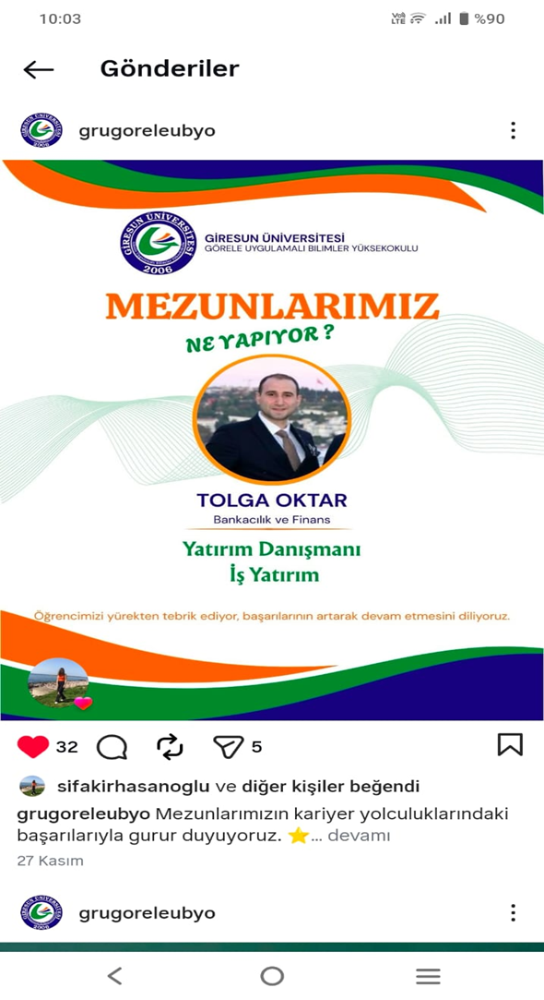 10:03
VoLTE %90
Gönderiler
grugoreleubyo
GİRESUN ÜNİVERSİTESİ
2006
GİRESUN ÜNİVERSİTESİ
GÖRELE UYGULAMALI BİLİMLER YÜKSEKOKULU
MEZUNLARIMIZ
NE YAPIYOR ?
TOLGA OKTAR
Bankacılık ve Finans
Yatırım Danışmanı
İş Yatırım
Öğrencimizi yürekten tebrik ediyor, başarılarının artarak devam etmesini diliyoruz.
32 5
sifakirhasanoglu ve diğer kişiler beğendi
grugoreleubyo Mezunlarımızın kariyer yolculuklarındaki
başarılarıyla gurur duyuyoruz. ⭐... devamı
27 Kasım
grugoreleubyo